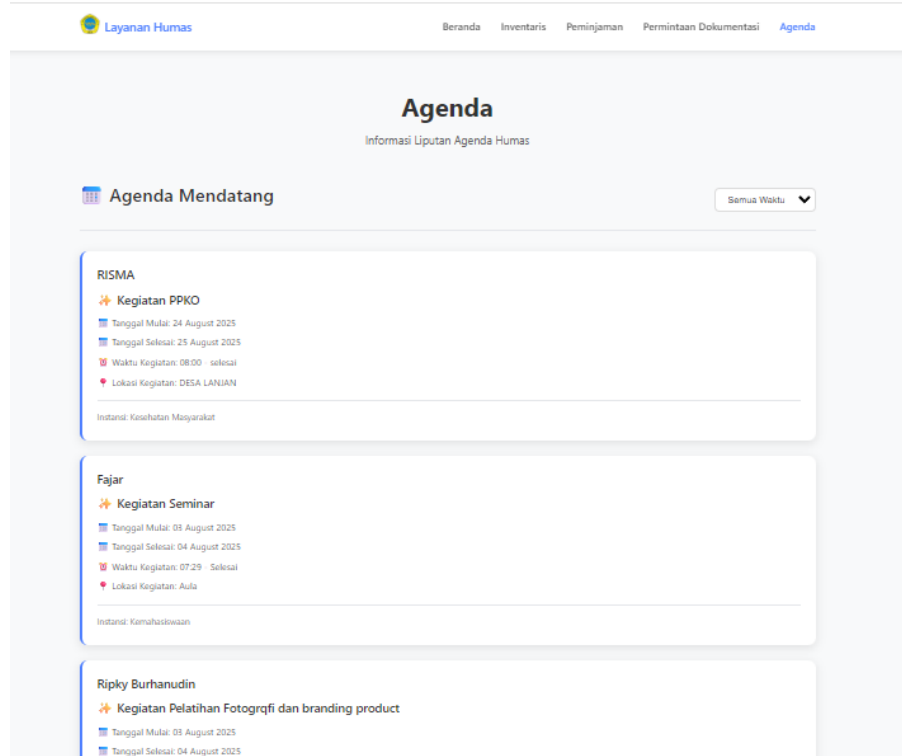 Layanan Humas
Beranda Inventaris Peminjaman Permintaan Dokumentasi Agenda
Agenda
Informasi Liputan Agenda Humas
Agenda Mendatang
Semua Waktu
RISMA
Kegiatan PPKO
Tanggal Mulai: 24 August 2025
Tanggal Selesai: 25 August 2025
Waktu Kegiatan: 08:00 - selesai
Lokasi Kegiatan: DESA LANJAN
Instansi: Kesehatan Masyarakat
Fajar
Kegiatan Seminar
Tanggal Mulai: 03 August 2025
Tanggal Selesai: 04 August 2025
Waktu Kegiatan: 07:29 - Selesai
Lokasi Kegiatan: Aula
Instansi: Kemahasiswaan
Ripky Burhanudin
Kegiatan Pelatihan Fotogrqfi dan branding product
Tanggal Mulai: 03 August 2025
Tanggal Selesai: 04 August 2025